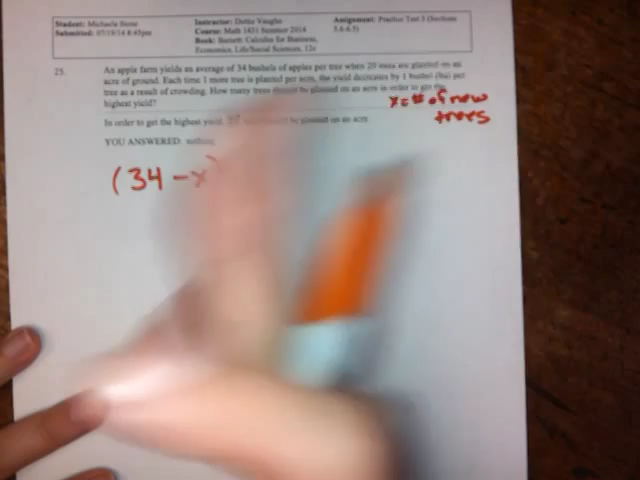 Student: Michaela Stone
Submitted: 05/19/14 8:45pm
Instructor: Dottie Vaughn
Course: Math 1431 Summer 2014
Book: Barnett: Calculus for Business,
Economics, Life/Social Sciences, 12e
Assignment: Practice Test 3 (Sections
5.6-6.5)
25.
An apple farm yields an average of 34 bushels of apples per tree when 20 trees are planted on an
acre of ground. Each time 1 more tree is planted per acre, the yield decreases by 1 bushel (bu) per
tree as a result of crowding. How many trees should be planted on an acre in order to get the
highest yield?
x = # of new
trees
In order to get the highest yield, should be planted on an acre
YOU ANSWERED: nothing
(34 - x)